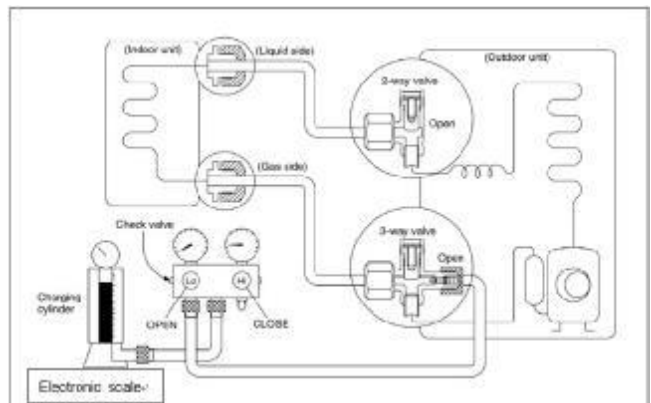 (Indoor unit)
(Liquid side)
2-way valve
(Outdoor unit)
Open
(Gas side)
Check valve
3-way valve
Open
Lo
Hi
Charging
cylinder
OPEN
CLOSE
Electronic scale